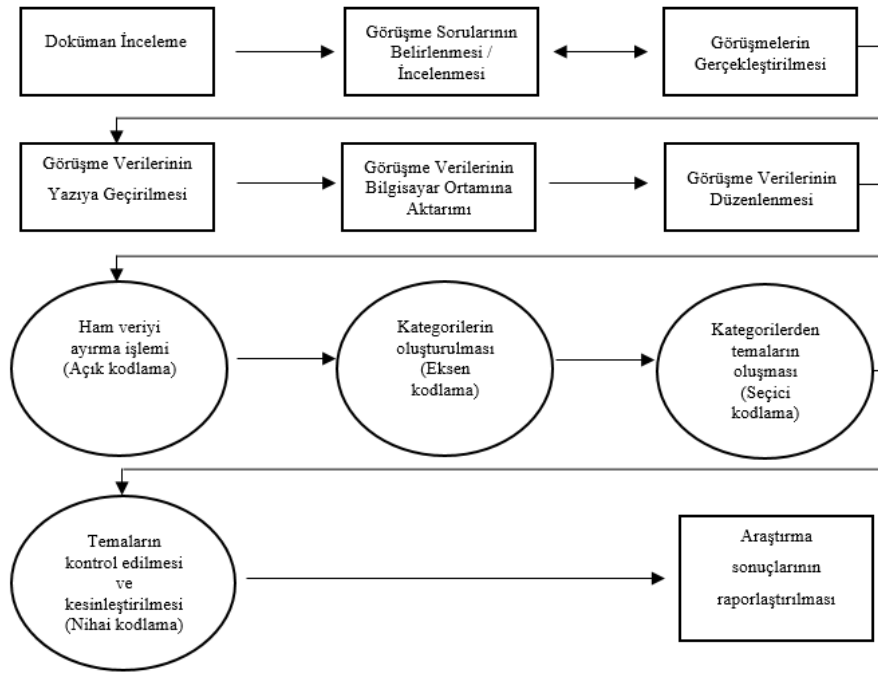 Doküman İnceleme
Görüşme Sorularının
Belirlenmesi /
İncelenmesi
Görüşmelerin
Gerçekleştirilmesi
Görüşme Verilerinin
Yazıya Geçirilmesi
Görüşme Verilerinin
Bilgisayar Ortamına
Aktarımı
Görüşme Verilerinin
Düzenlenmesi
Ham veriyi
ayırma işlemi
(Açık kodlama)
Kategorilerin
oluşturulması
(Eksen
kodlama)
Kategorilerden
temaların
oluşması
(Seçici
kodlama)
Temaların
kontrol edilmesi
ve
kesinleştirilmesi
(Nihai kodlama)
Araştırma
sonuçlarının
raporlaştırılması